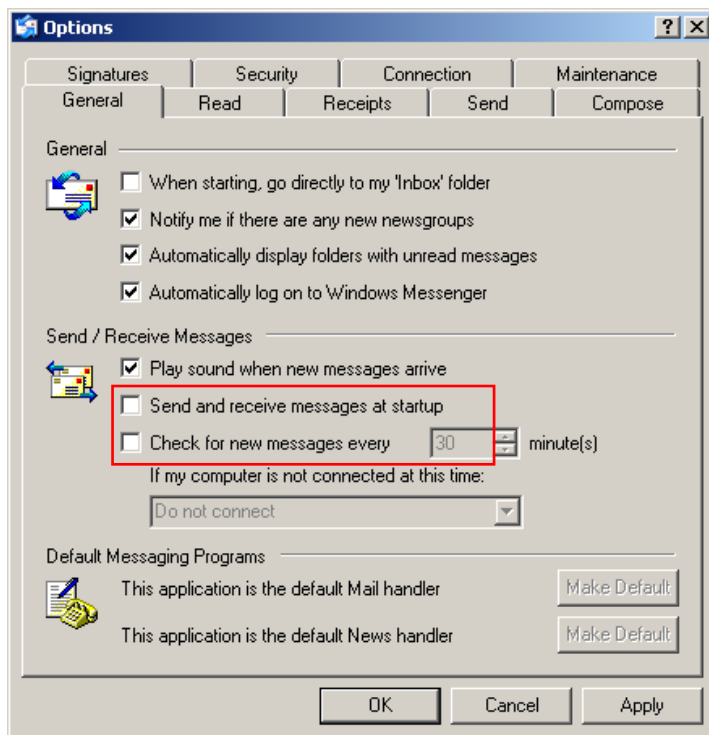 Options
Signatures Security Connection Maintenance
General Read Receipts Send Compose
General
When starting, go directly to my 'Inbox' folder
Notify me if there are any new newsgroups
Automatically display folders with unread messages
Automatically log on to Windows Messenger
Send / Receive Messages
Play sound when new messages arrive
Send and receive messages at startup
Check for new messages every 30 minute(s)
If my computer is not connected at this time:
Do not connect
Default Messaging Programs
This application is the default Mail handler Make Default
This application is the default News handler Make Default
OK Cancel Apply